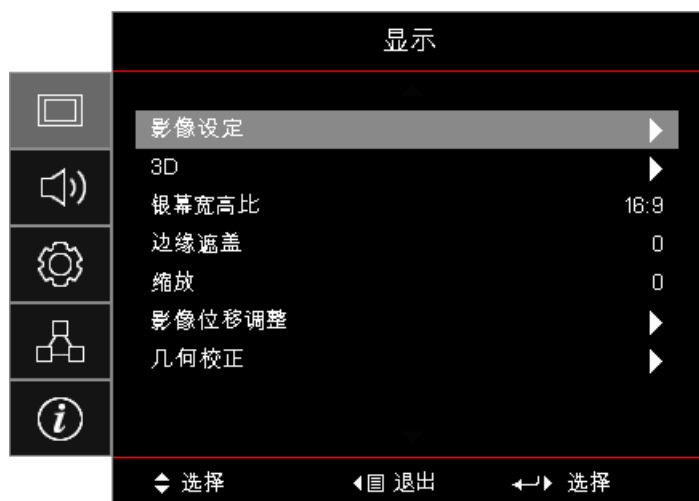 显示
影像设定
3D
银幕宽高比 16:9
边缘遮盖 0
缩放 0
影像位移调整
几何校正
选择 退出 选择